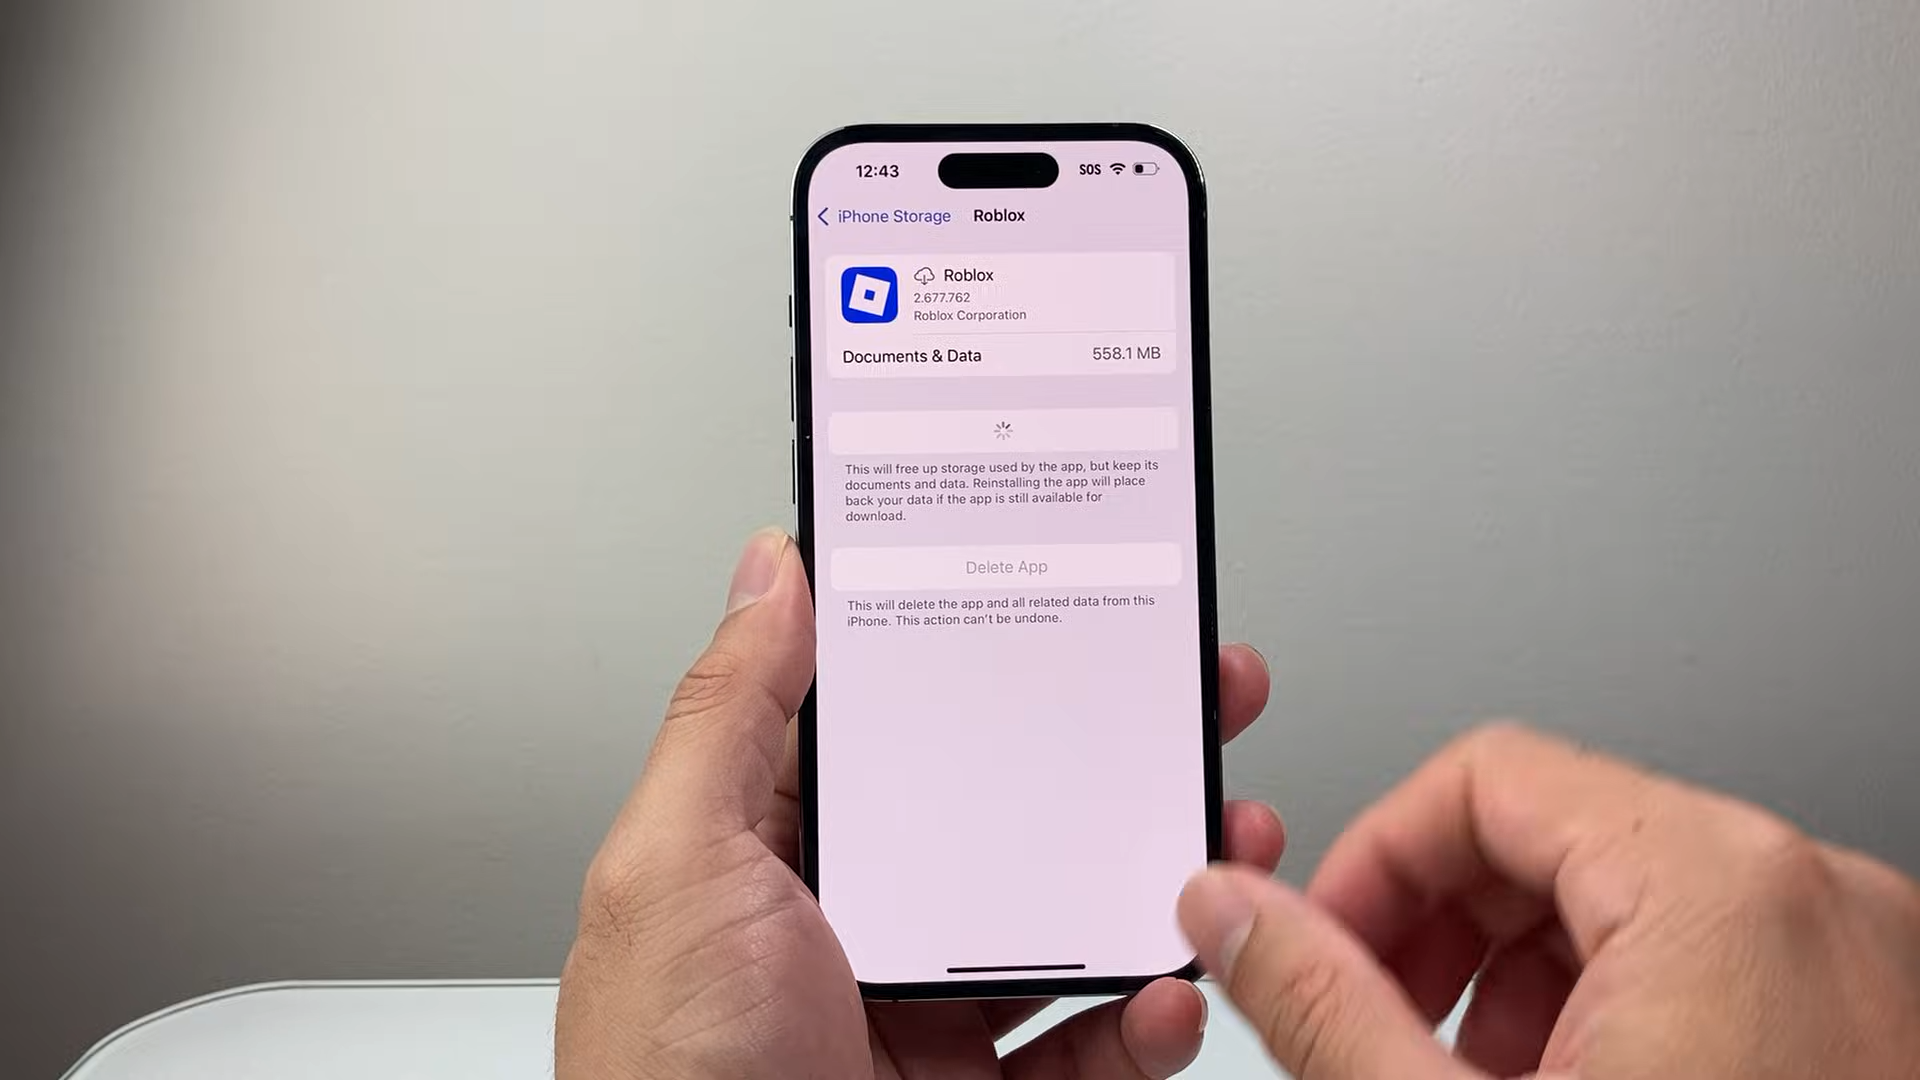 12:43 SOS
iPhone Storage Roblox
Roblox
2.677.762
Roblox Corporation
Documents & Data 558.1 MB
This will free up storage used by the app, but keep its
documents and data. Reinstalling the app will place
back your data if the app is still available for
download.
Delete App
This will delete the app and all related data from this
iPhone. This action can't be undone.